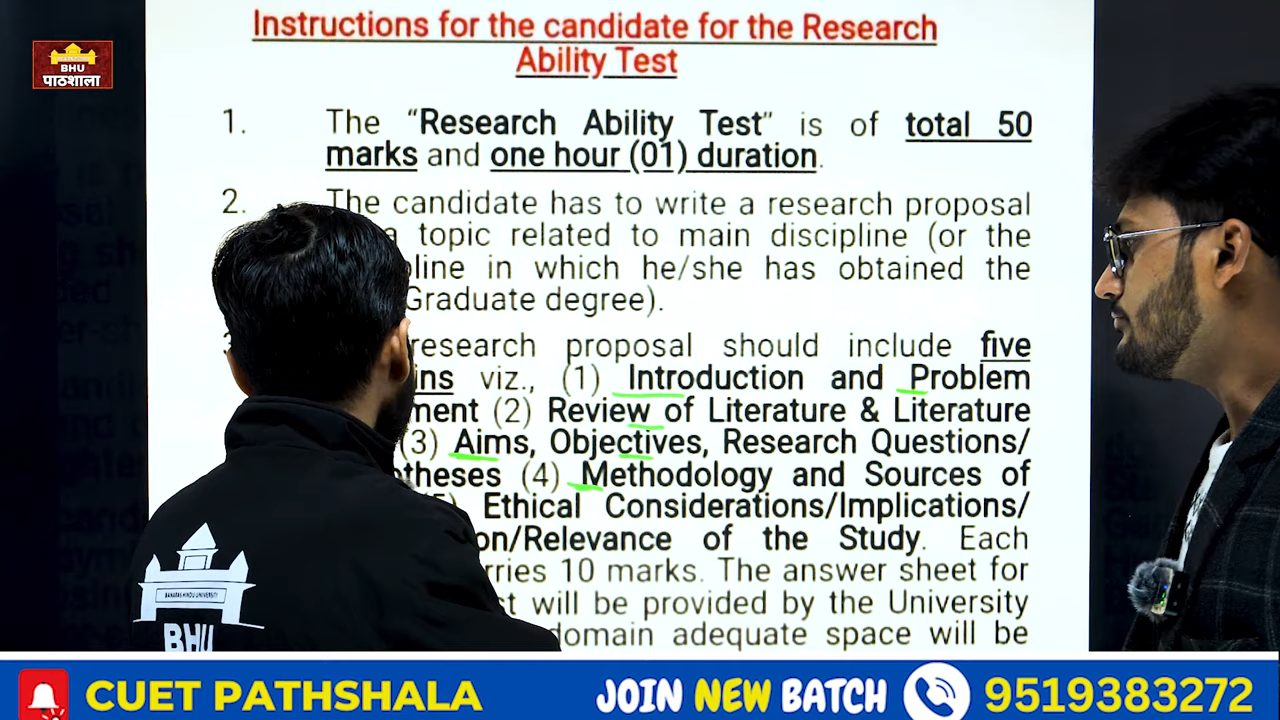 Instructions for the candidate for the Research
Ability Test
BHU
पाठशाला
1. The “Research Ability Test” is of total 50
marks and one hour (01) duration.
2. The candidate has to write a research proposal
a topic related to main discipline (or the
pline in which he/she has obtained the
Graduate degree).
research proposal should include five
ins viz., (1) Introduction and Problem
ment (2) Review of Literature & Literature
(3) Aims, Objectives, Research Questions/
theses (4) Methodology and Sources of
Ethical Considerations/Implications/
on/Relevance of the Study. Each
rries 10 marks. The answer sheet for
st will be provided by the University
domain adequate space will be
BANARAS HINDU UNIVERSITY
BHU
CUET PATHSHALA JOIN NEW BATCH 9519383272